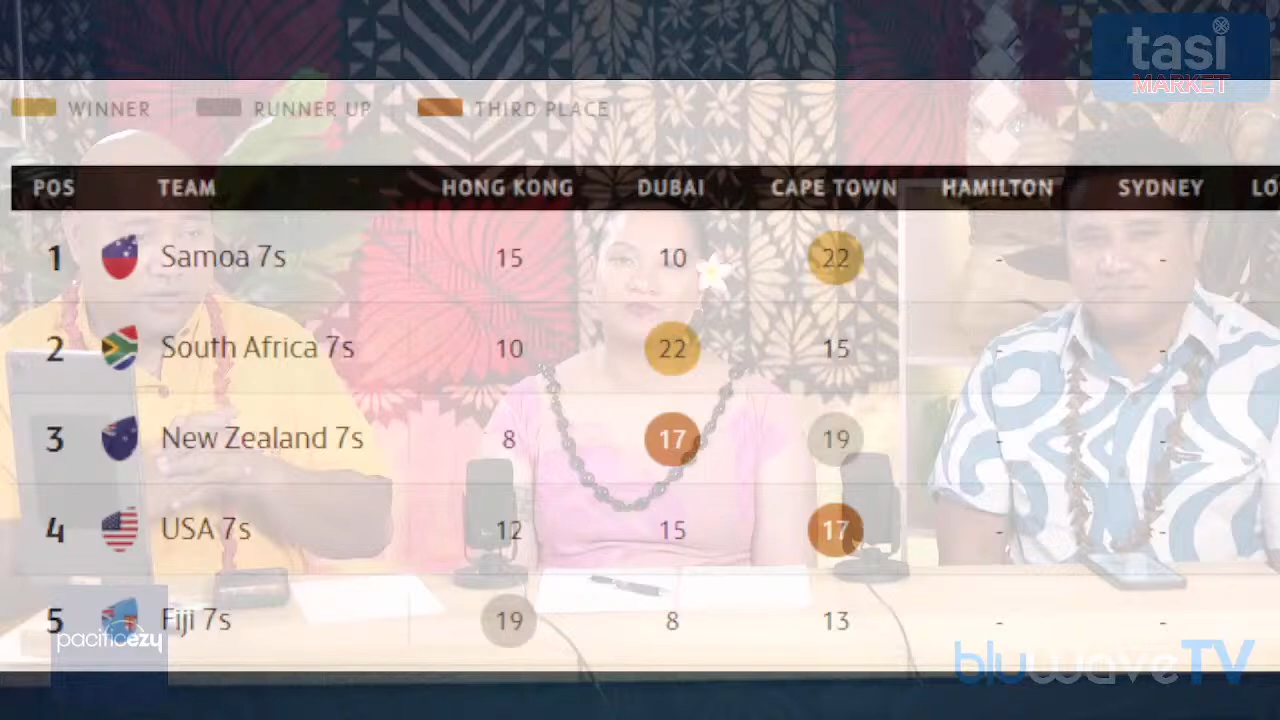 tasi
MARKET
WINNER RUNNER UP THIRD PLACE
POS TEAM HONG KONG DUBAI CAPE TOWN HAMILTON SYDNEY LO
1 Samoa 7s 15 10 22 - -
2 South Africa 7s 10 22 15 - -
3 New Zealand 7s 8 17 19 - -
4 USA 7s 12 15 17 - -
5 Fiji 7s 19 8 13 - -
pacificezy
bluwaveTV